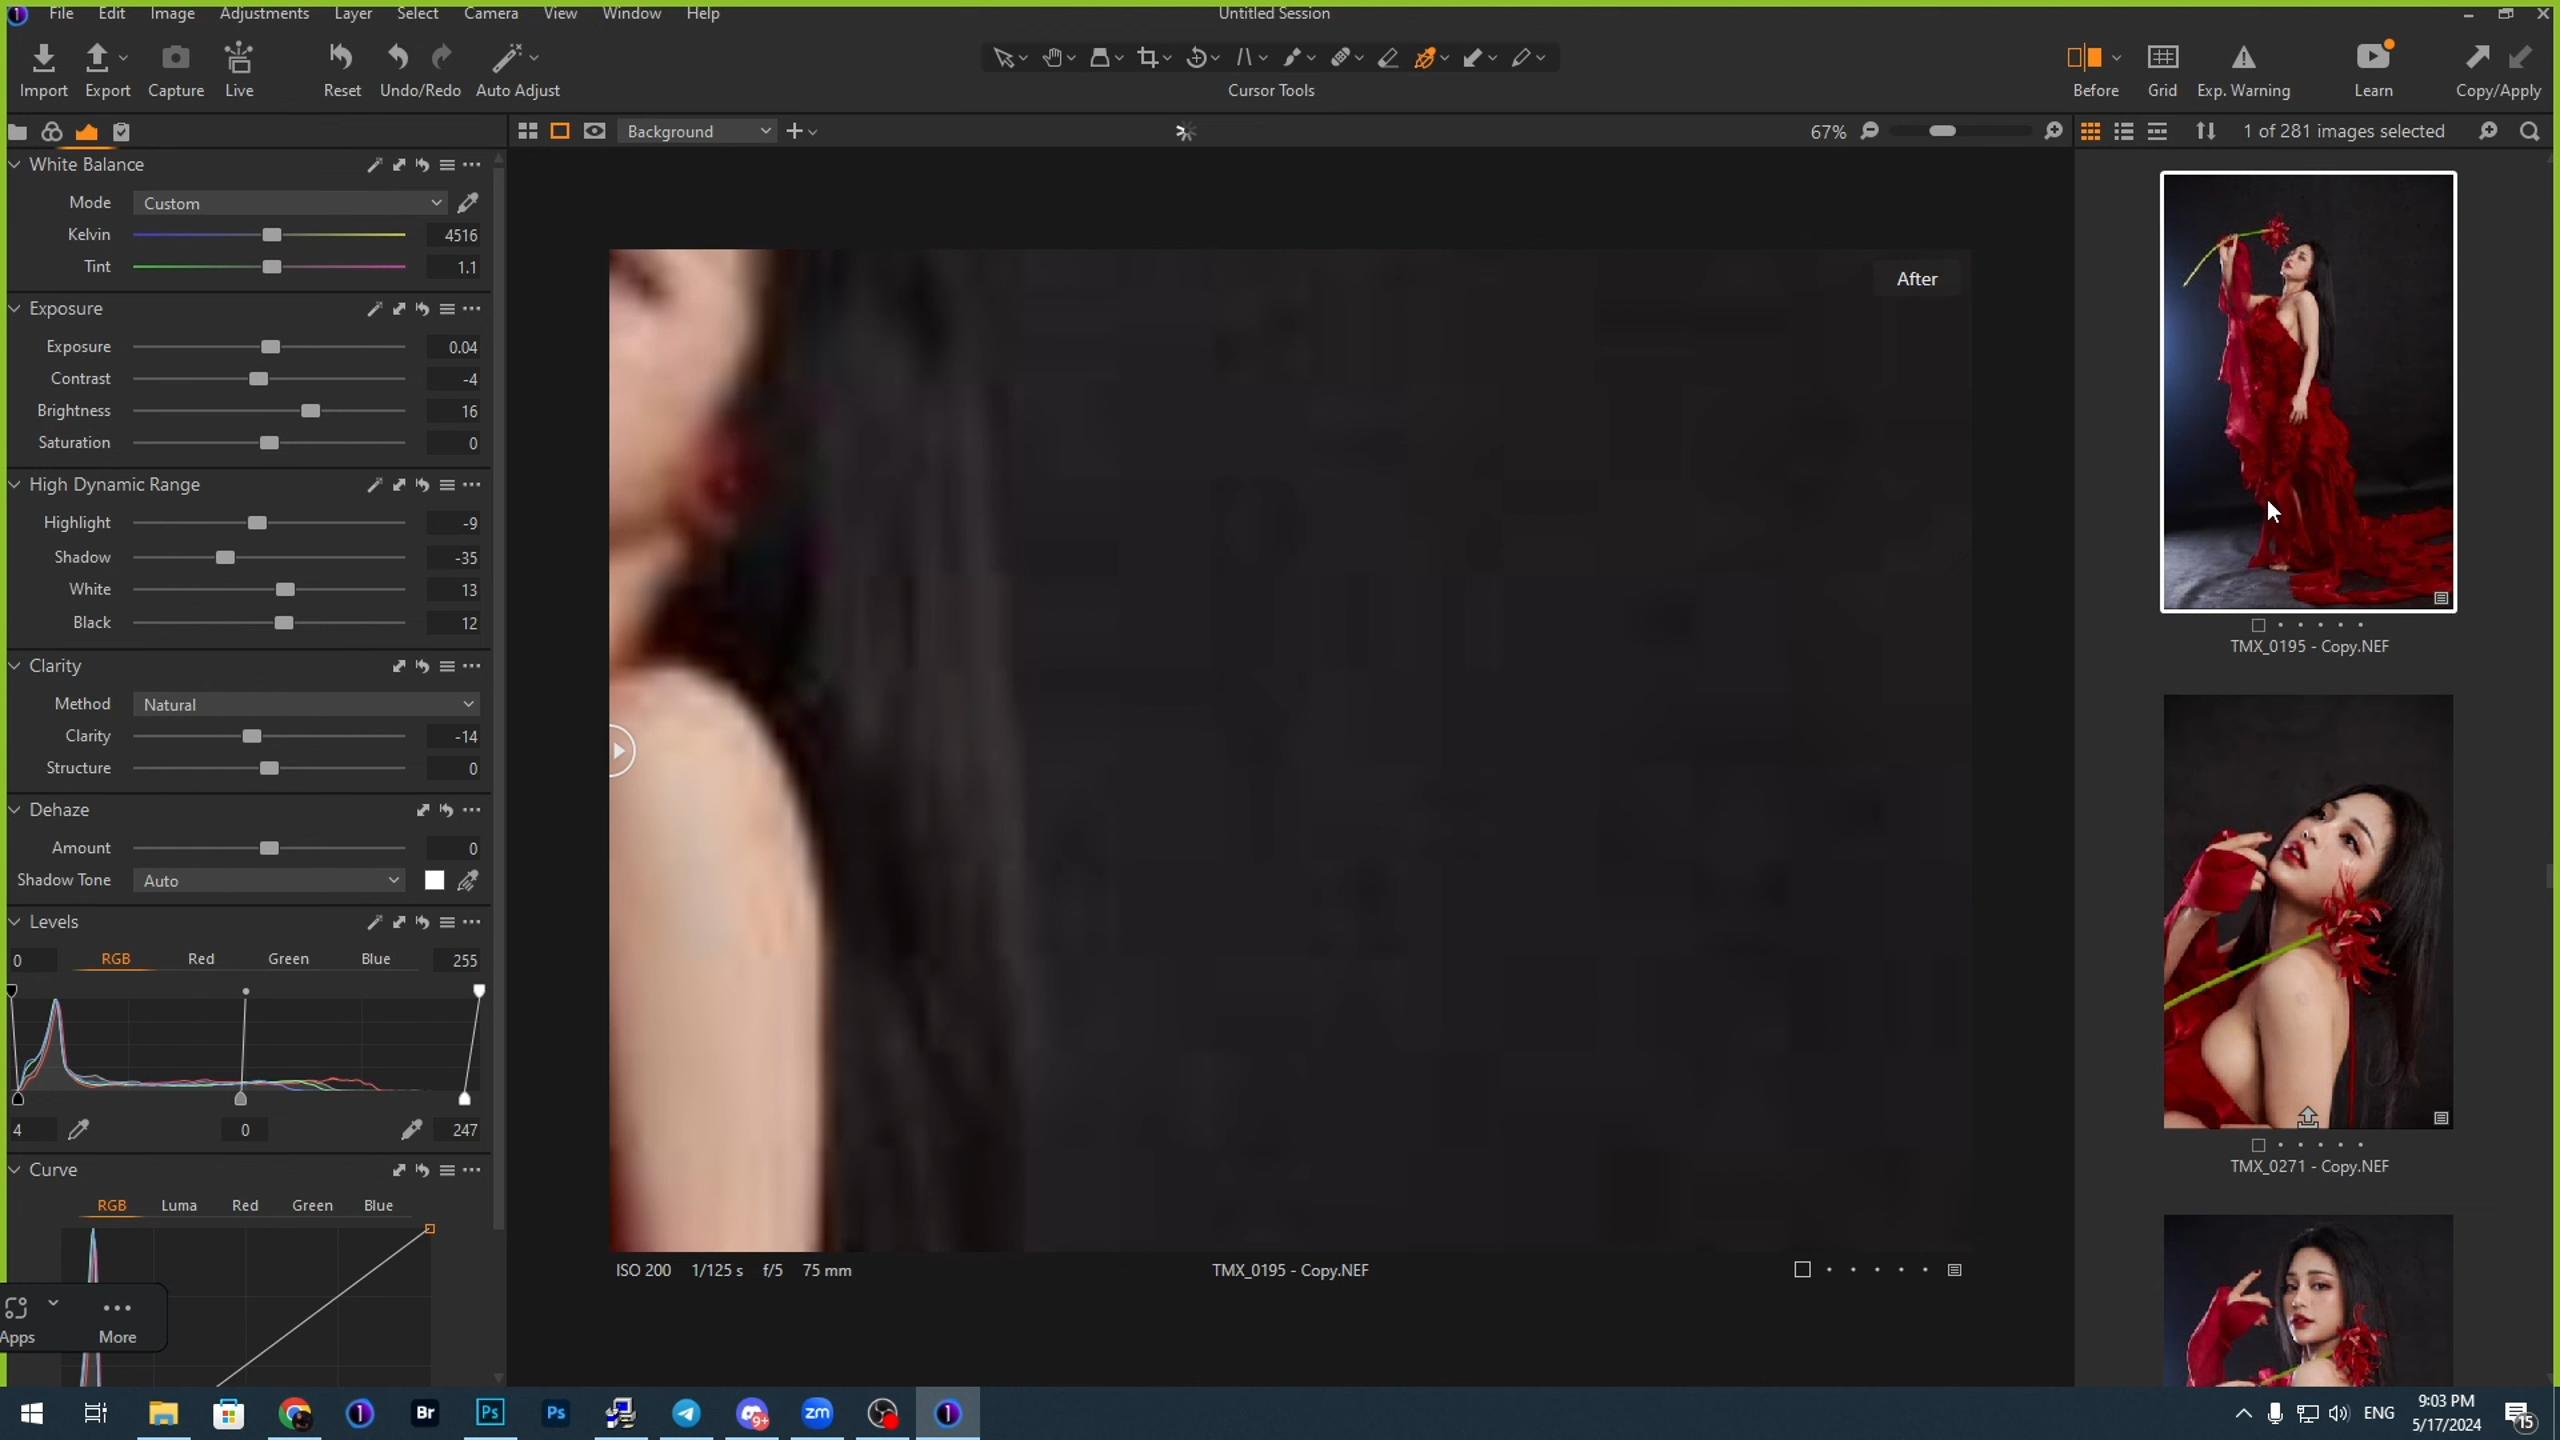 File Edit Image Adjustments Layer Select Camera View Window Help
Untitled Session
Import Export Capture Live Reset Undo/Redo Auto Adjust
Cursor Tools
Before Grid Exp. Warning Learn Copy/Apply
Background
67%
1 of 281 images selected
White Balance
Mode Custom
Kelvin 4516
Tint 1.1
Exposure
Exposure 0.04
Contrast -4
Brightness 16
Saturation 0
High Dynamic Range
Highlight -9
Shadow -35
White 13
Black 12
Clarity
Method Natural
Clarity -14
Structure 0
Dehaze
Amount 0
Shadow Tone Auto
Levels
0 RGB Red Green Blue 255
4 0 247
Curve
RGB Luma Red Green Blue
Apps More
After
ISO 200 1/125 s f/5 75 mm
TMX_0195 - Copy.NEF
TMX_0195 - Copy.NEF
TMX_0271 - Copy.NEF
Br Ps Ps 9+ zm
ENG
9:03 PM
5/17/2024
15